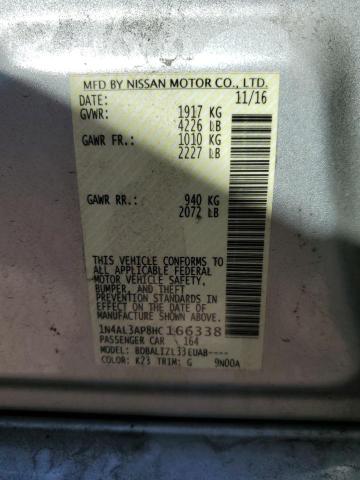 MFD BY NISSAN MOTOR CO., LTD.
DATE: 11/16
GVWR: 1917 KG
4226 LB
GAWR FR.: 1010 KG
2227 LB
GAWR RR.: 940 KG
2072 LB
THIS VEHICLE CONFORMS TO
ALL APPLICABLE FEDERAL
MOTOR VEHICLE SAFETY,
BUMPER, AND THEFT
PREVENTION STANDARDS IN
EFFECT ON THE DATE OF
MANUFACTURE SHOWN ABOVE.
1N4AL3AP8HC166338
PASSENGER CAR 164
MODEL: BDBALIZL33EUAB----
COLOR: K23 TRIM: G 9N00A